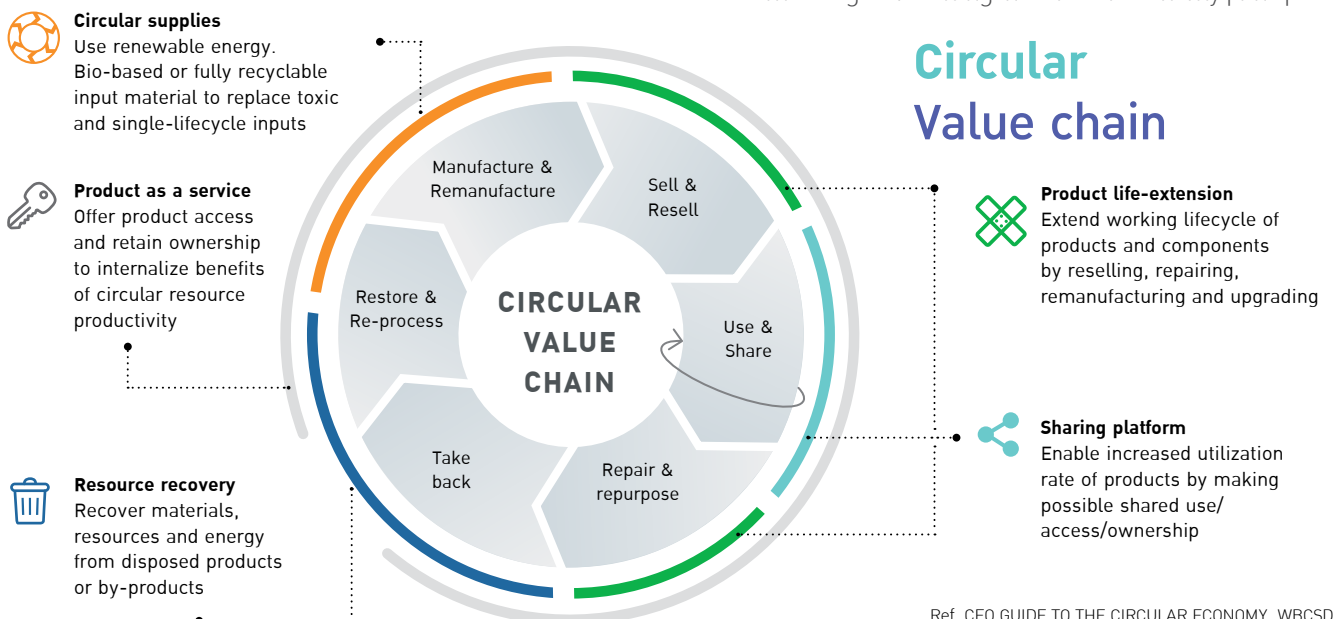 Circular supplies
Use renewable energy.
Bio-based or fully recyclable
input material to replace toxic
and single-lifecycle inputs
Product as a service
Offer product access
and retain ownership
to internalize benefits
of circular resource
productivity
Resource recovery
Recover materials,
resources and energy
from disposed products
or by-products
Manufacture &
Remanufacture
Sell &
Resell
Use &
Share
Repair &
repurpose
Take
back
Restore &
Re-process
CIRCULAR
VALUE
CHAIN
Circular
Value chain
Product life-extension
Extend working lifecycle of
products and components
by reselling, repairing,
remanufacturing and upgrading
Sharing platform
Enable increased utilization
rate of products by making
possible shared use/
access/ownership
Ref. CEO GUIDE TO THE CIRCULAR ECONOMY, WBCSD